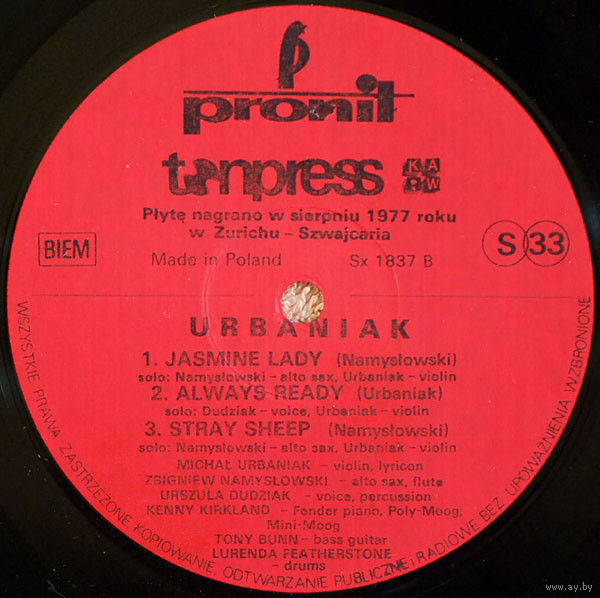 pronit
tonpress KAW
Płytę nagrano w sierpniu 1977 roku
w Zurichu – Szwajcaria
BIEM
S 33
Made in Poland Sx 1837 B
URBANIAK
1. JASMINE LADY (Namysłowski)
solo: Namysłowski – alto sax, Urbaniak – violin
2. ALWAYS READY (Urbaniak)
solo: Dudziak – voice, Urbaniak – violin
3. STRAY SHEEP (Namysłowski)
solo: Namysłowski – alto sax, Urbaniak – violin
MICHAŁ URBANIAK – violin, lyricon
ZBIGNIEW NAMYSŁOWSKI – alto sax, flute
URSZULA DUDZIAK – voice, percussion
KENNY KIRKLAND – Fender piano, Poly-Moog,
Mini-Moog
TONY BUNN – bass guitar
LURENDA FEATHERSTONE –
– drums
WSZYSTKIE PRAWA ZASTRZEŻONE. KOPIOWANIE, ODTWARZANIE PUBLICZNE i RADIOWE BEZ UPOWAŻNIENIA WZBRONIONE
www.ay.by